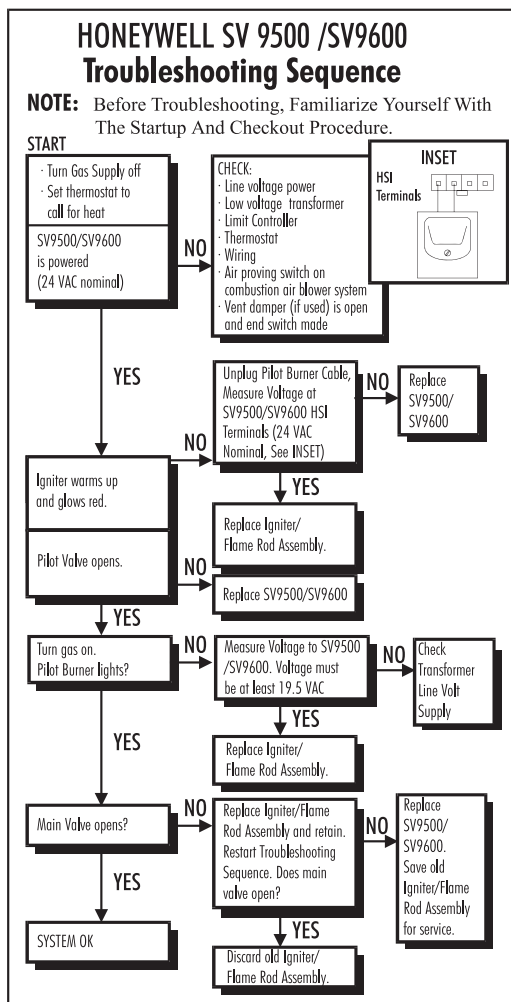 HONEYWELL SV 9500 /SV9600
Troubleshooting Sequence
NOTE: Before Troubleshooting, Familiarize Yourself With
The Startup And Checkout Procedure.
START
· Turn Gas Supply off
· Set thermostat to
call for heat
SV9500/SV9600
is powered
(24 VAC nominal)
NO
CHECK:
· Line voltage power
· Low voltage transformer
· Limit Controller
· Thermostat
· Wiring
· Air proving switch on
combustion air blower system
· Vent damper (if used) is open
and end switch made
INSET
HSI
Terminals
YES
Igniter warms up
and glows red.
NO
Unplug Pilot Burner Cable,
Measure Voltage at
SV9500/SV9600 HSI
Terminals (24 VAC
Nominal, See INSET)
NO
Replace
SV9500/
SV9600
YES
Replace Igniter/
Flame Rod Assembly.
Pilot Valve opens.
NO
Replace SV9500/SV9600
YES
Turn gas on.
Pilot Burner lights?
NO
Measure Voltage to SV9500
/SV9600. Voltage must
be at least 19.5 VAC
NO
Check
Transformer
Line Volt
Supply
YES
Replace Igniter/
Flame Rod Assembly.
YES
Main Valve opens?
NO
Replace Igniter/Flame
Rod Assembly and retain.
Restart Troubleshooting
Sequence. Does main
valve open?
NO
Replace
SV9500/
SV9600.
Save old
Igniter/Flame
Rod Assembly
for service.
YES
Discard old Igniter/
Flame Rod Assembly.
YES
SYSTEM OK